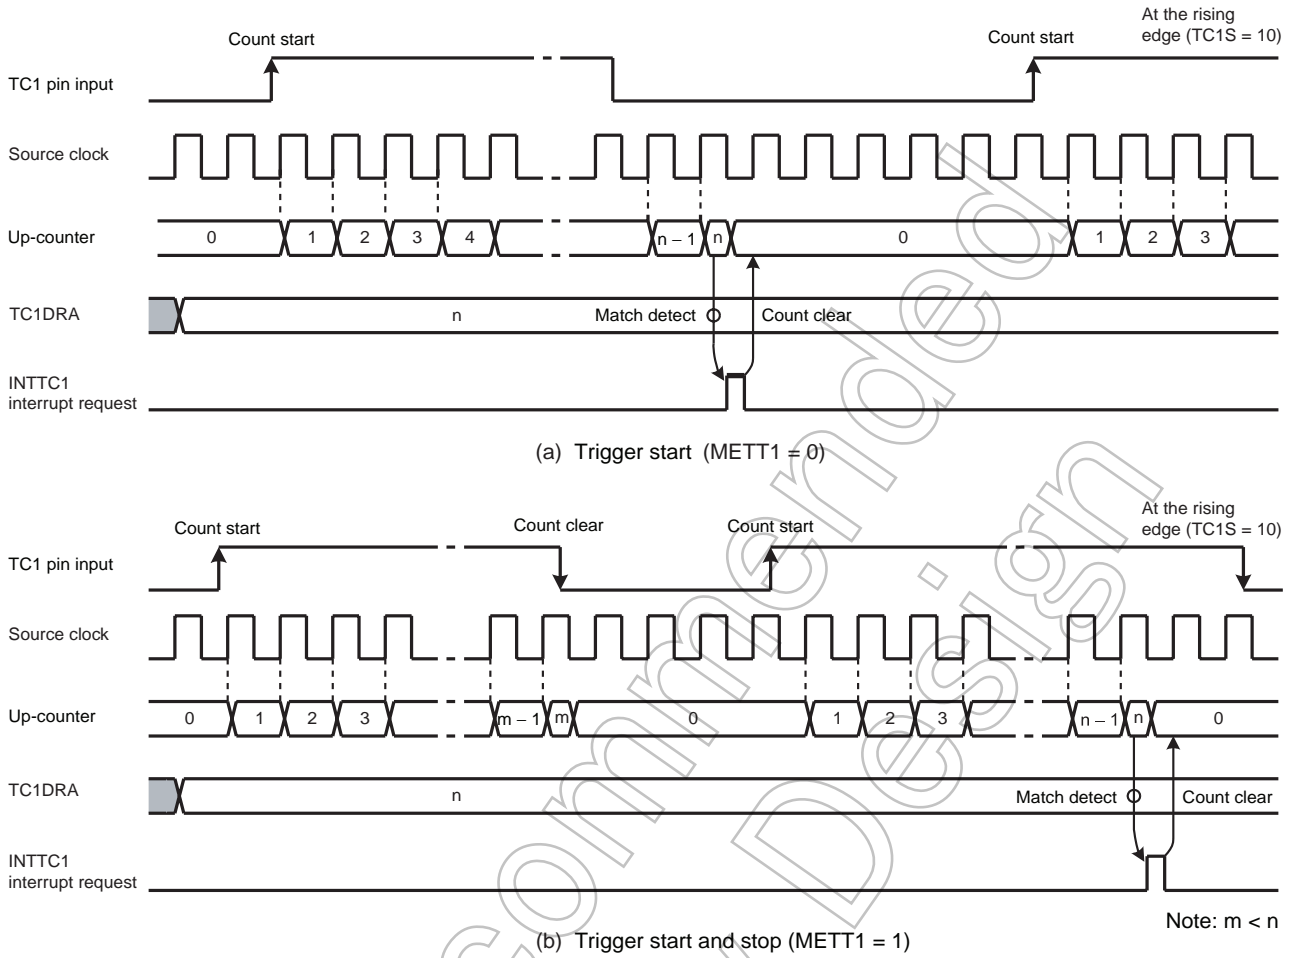 At the rising
edge (TC1S = 10)
Count start
Count start
TC1 pin input
Source clock
Up-counter
0 1 2 3 4 n – 1 n 0 1 2 3
TC1DRA
n
Match detect
Count clear
INTTC1
interrupt request
(a) Trigger start (METT1 = 0)
At the rising
edge (TC1S = 10)
Count start
Count clear
Count start
TC1 pin input
Source clock
Up-counter
0 1 2 3 m – 1 m 0 1 2 3 n – 1 n 0
TC1DRA
n
Match detect
Count clear
INTTC1
interrupt request
Note: m < n
(b) Trigger start and stop (METT1 = 1)